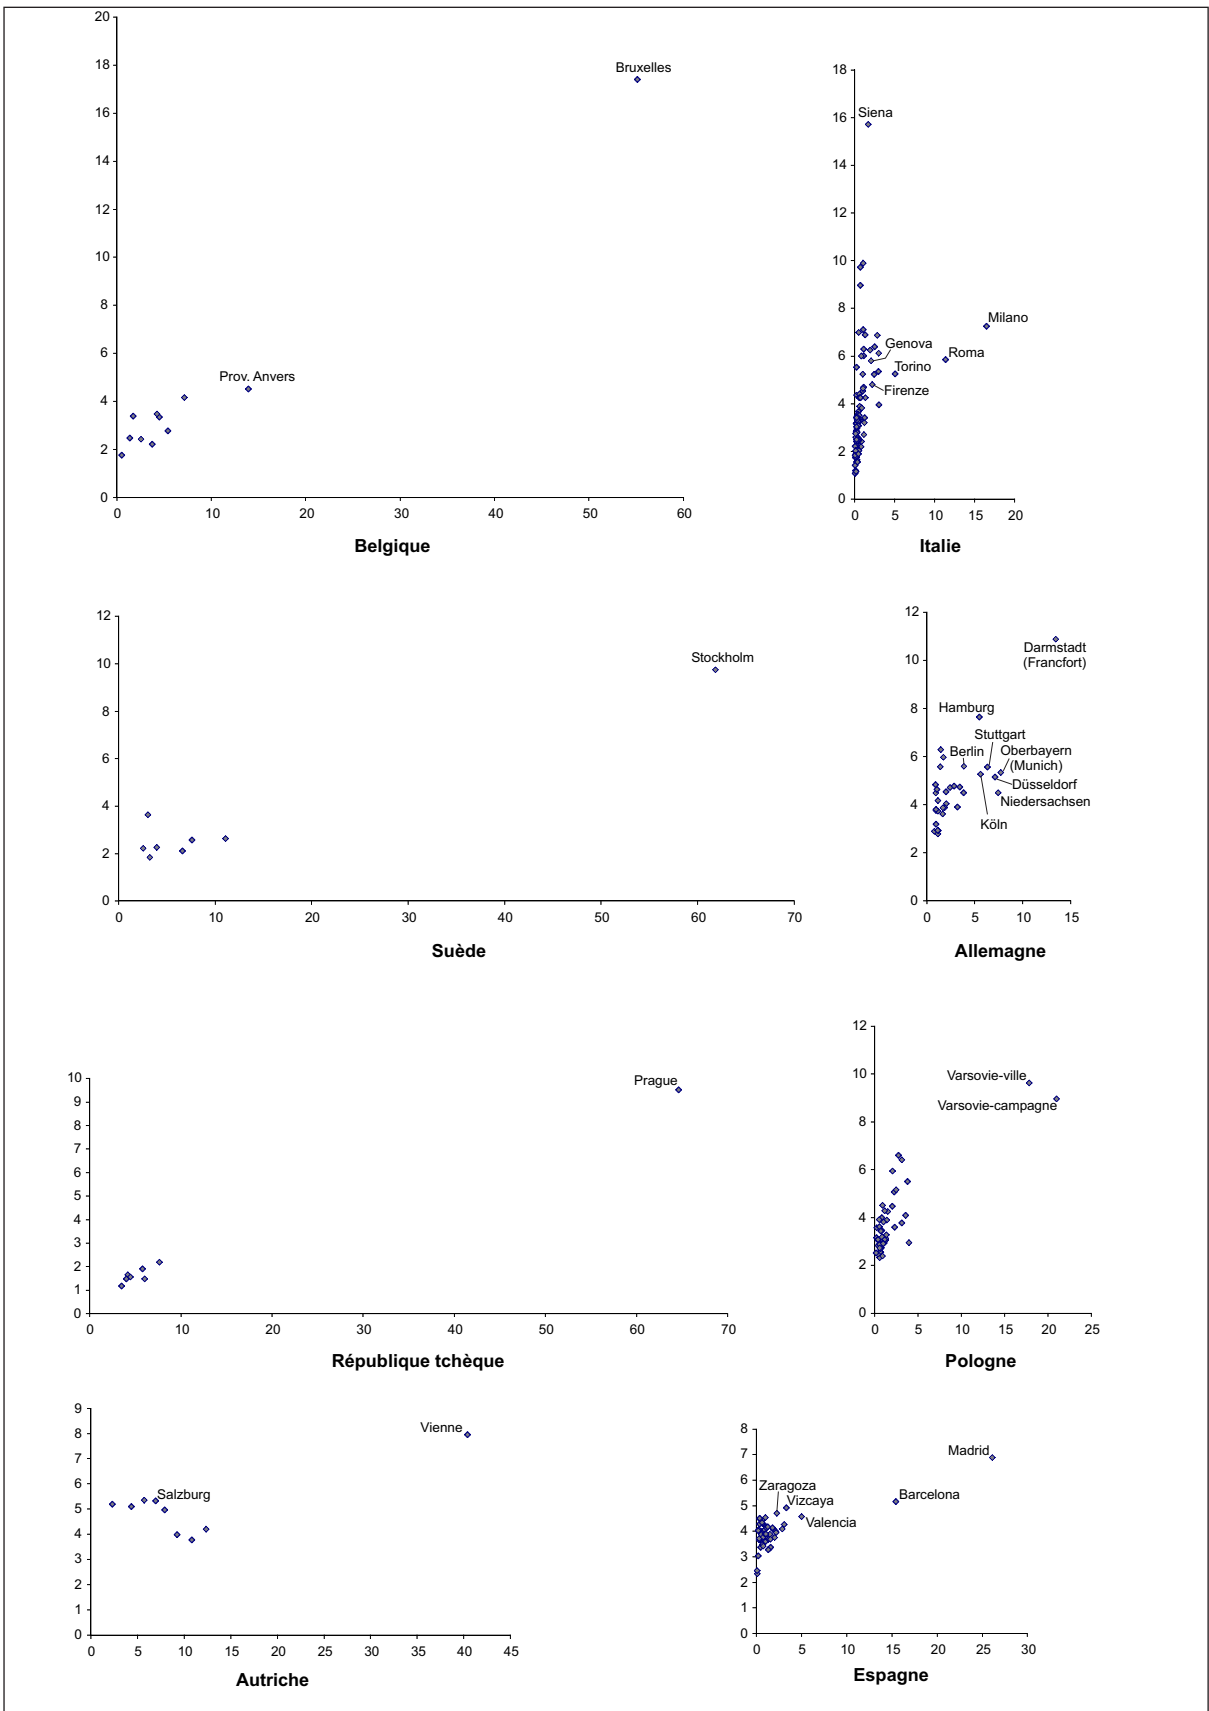 20
18
16
14
12
10
8
6
4
2
0
Bruxelles
Prov. Anvers
0 10 20 30 40 50 60
Belgique
18
16
14
12
10
8
6
4
2
0
Siena
Milano
Genova
Roma
Torino
Firenze
0 5 10 15 20
Italie
12
10
8
6
4
2
0
Stockholm
0 10 20 30 40 50 60 70
Suède
12
10
8
6
4
2
0
Darmstadt
(Francfort)
Hamburg
Stuttgart
Berlin
Oberbayern
(Munich)
Düsseldorf
Niedersachsen
Köln
0 5 10 15
Allemagne
10
9
8
7
6
5
4
3
2
1
0
Prague
0 10 20 30 40 50 60 70
République tchèque
12
10
8
6
4
2
0
Varsovie-ville
Varsovie-campagne
0 5 10 15 20 25
Pologne
9
8
7
6
5
4
3
2
1
0
Vienne
Salzburg
0 5 10 15 20 25 30 35 40 45
Autriche
8
7
6
5
4
3
2
1
0
Madrid
Zaragoza
Vizcaya
Barcelona
Valencia
0 5 10 15 20 25 30
Espagne